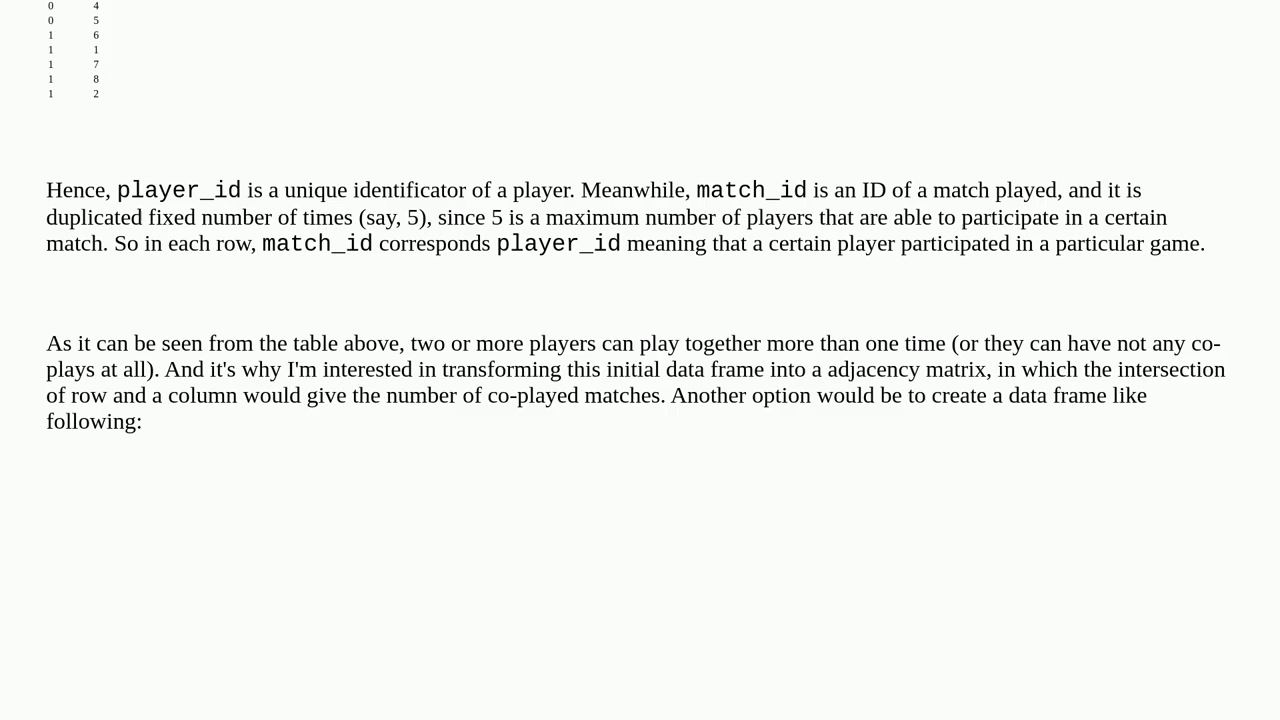 0 4
0 5
1 6
1 1
1 7
1 8
1 2
Hence, player_id is a unique identificator of a player. Meanwhile, match_id is an ID of a match played, and it is
duplicated fixed number of times (say, 5), since 5 is a maximum number of players that are able to participate in a certain
match. So in each row, match_id corresponds player_id meaning that a certain player participated in a particular game.
As it can be seen from the table above, two or more players can play together more than one time (or they can have not any co-
plays at all). And it's why I'm interested in transforming this initial data frame into a adjacency matrix, in which the intersection
of row and a column would give the number of co-played matches. Another option would be to create a data frame like
following: